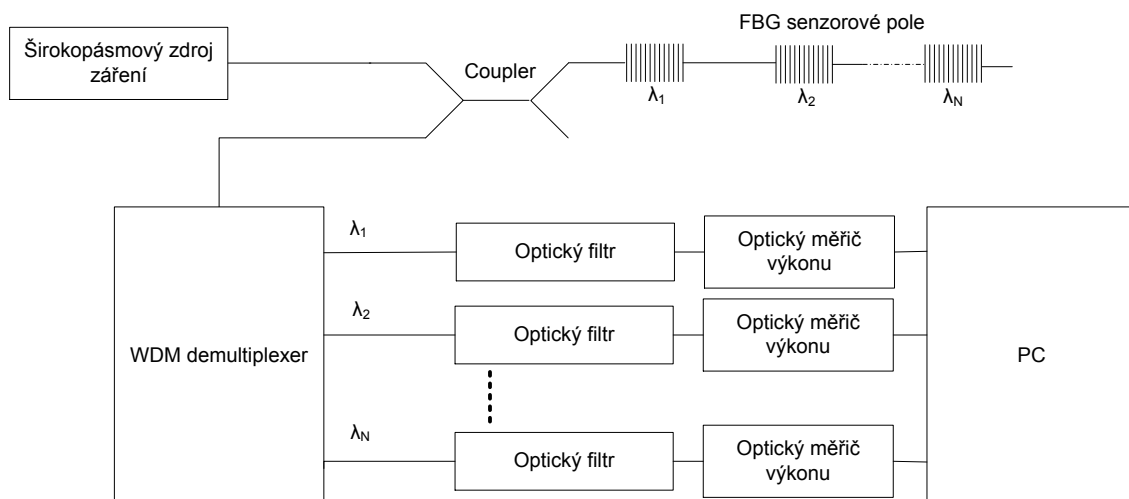 FBG senzorové pole
Širokopásmový zdroj
záření
Coupler
λ1
λ2
λN
λ1
Optický filtr
Optický měřič
výkonu
λ2
Optický filtr
Optický měřič
výkonu
WDM demultiplexer
PC
λN
Optický filtr
Optický měřič
výkonu